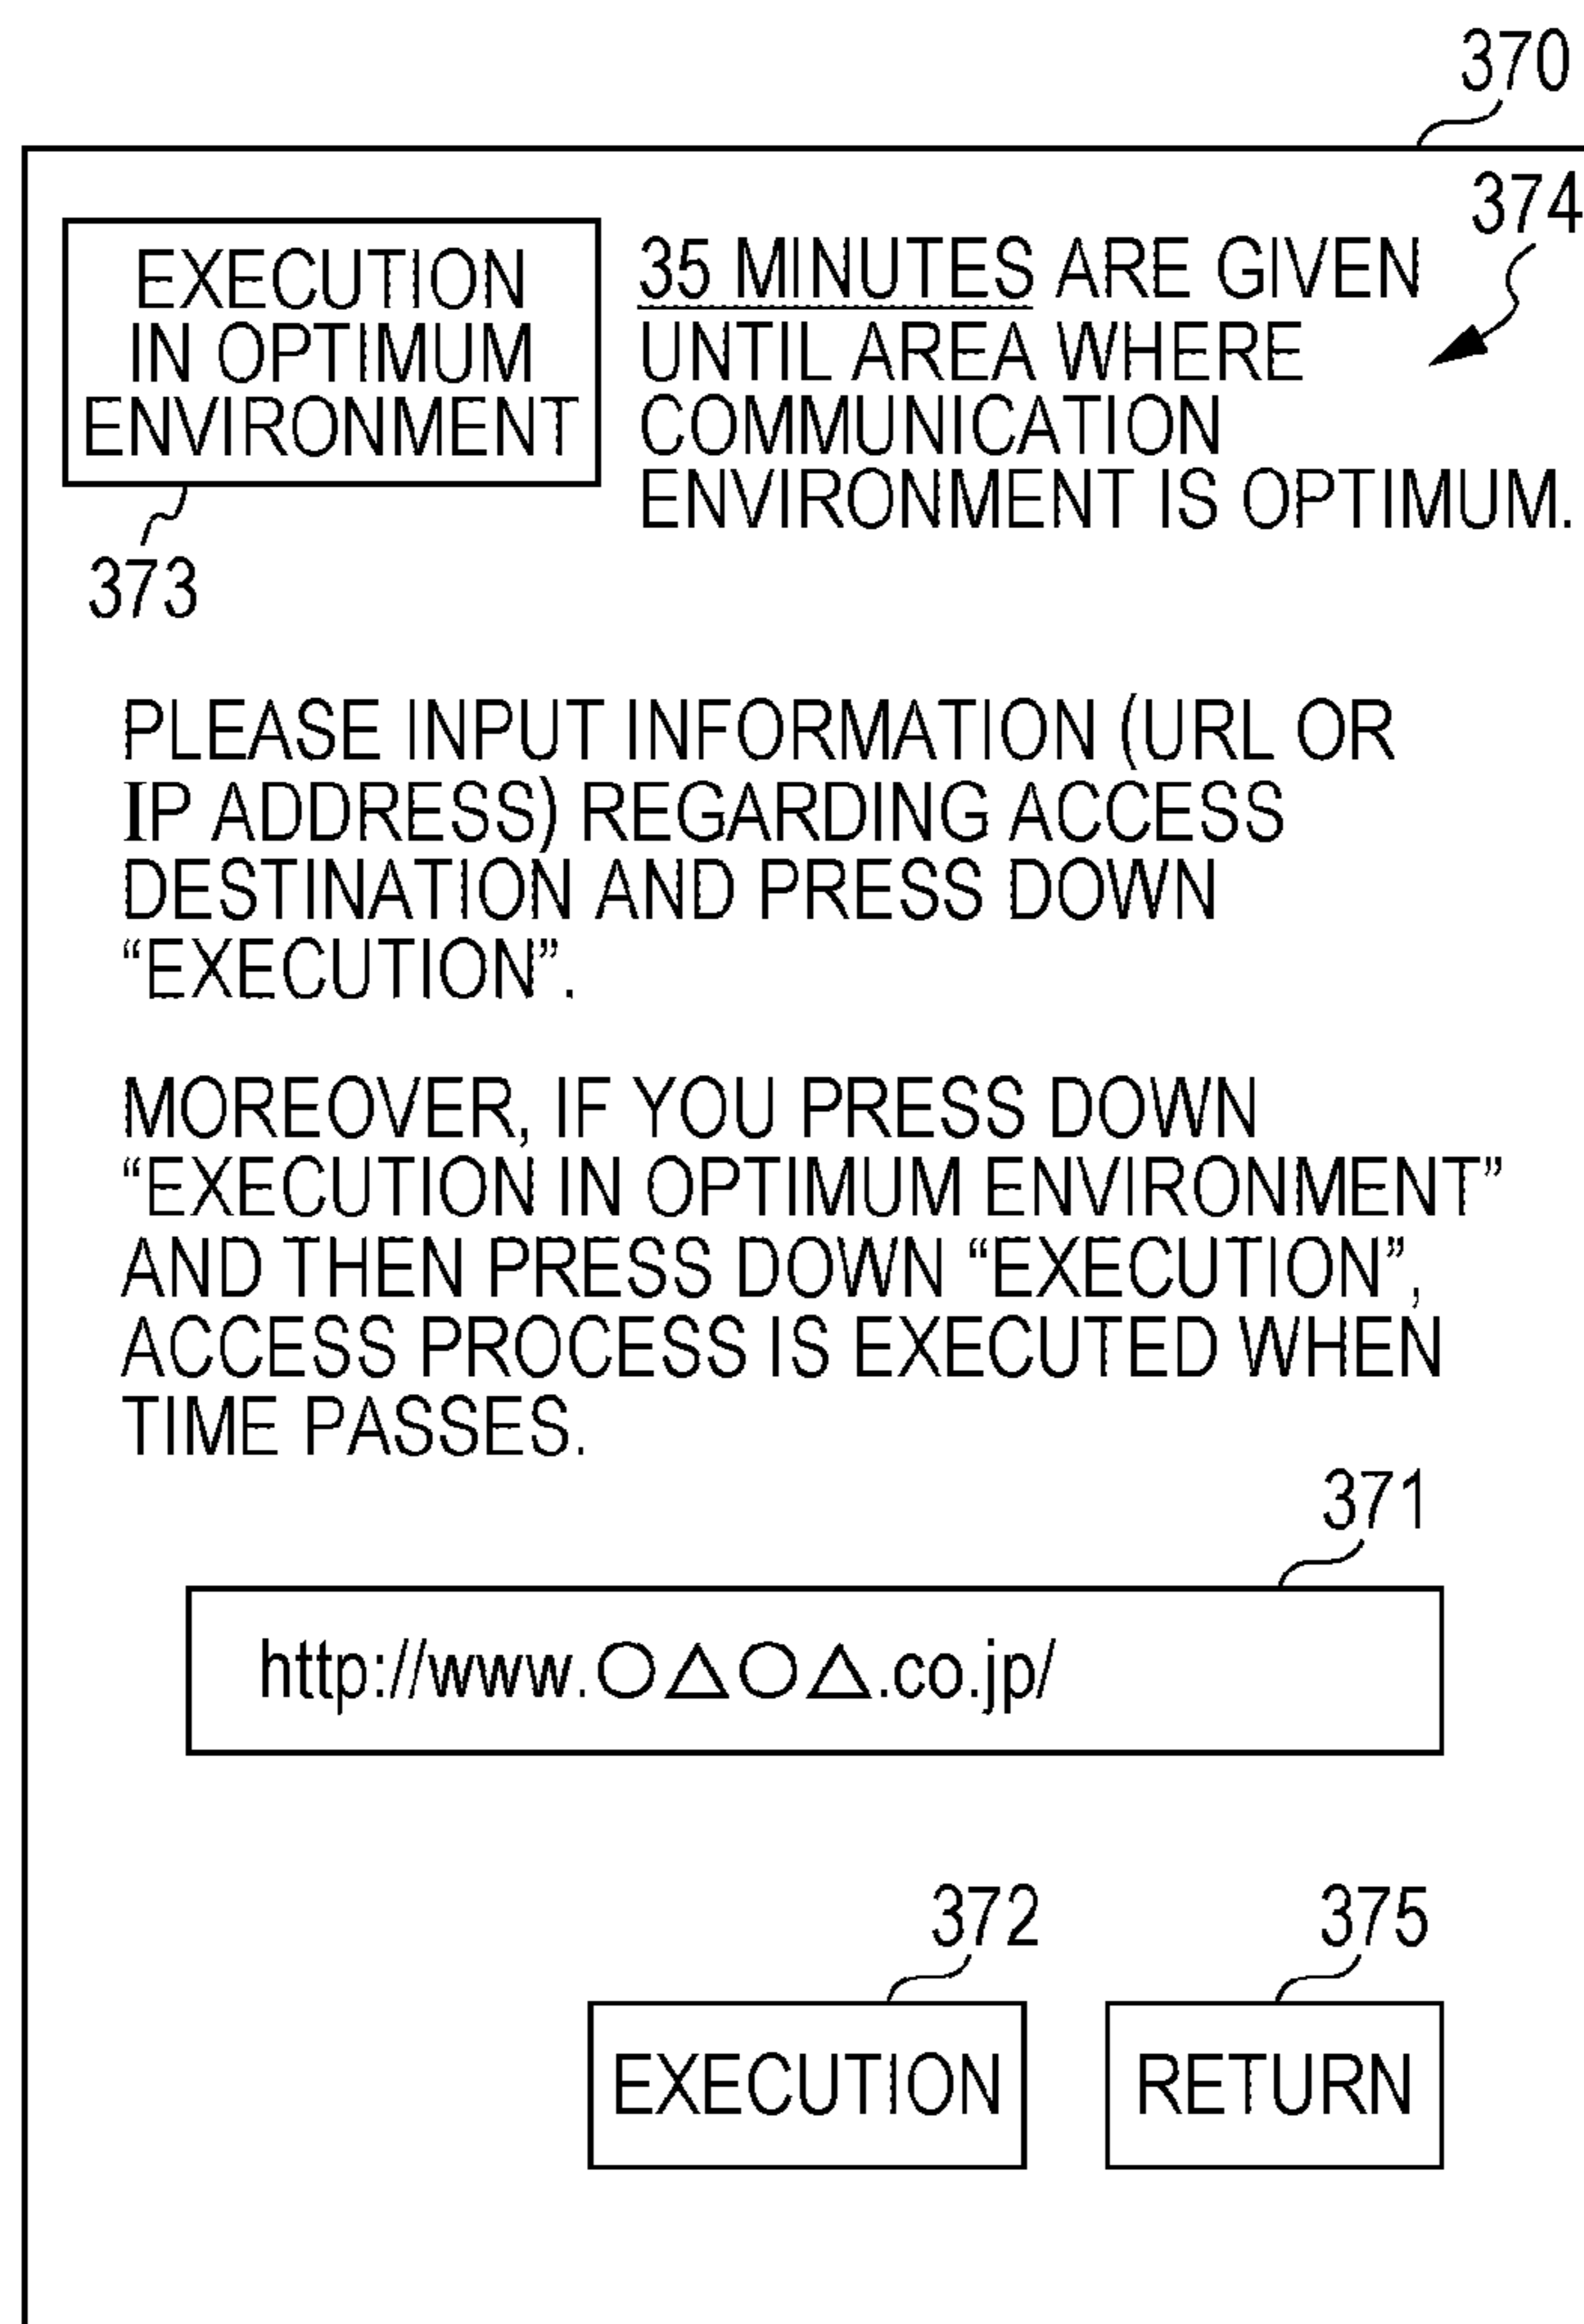 370
374
EXECUTION
IN OPTIMUM
ENVIRONMENT
35 MINUTES ARE GIVEN
UNTIL AREA WHERE
COMMUNICATION
ENVIRONMENT IS OPTIMUM.
373
PLEASE INPUT INFORMATION (URL OR
IP ADDRESS) REGARDING ACCESS
DESTINATION AND PRESS DOWN
“EXECUTION”.
MOREOVER, IF YOU PRESS DOWN
“EXECUTION IN OPTIMUM ENVIRONMENT”
AND THEN PRESS DOWN “EXECUTION”,
ACCESS PROCESS IS EXECUTED WHEN
TIME PASSES.
371
http://www.○△○△.co.jp/
372 375
EXECUTION RETURN